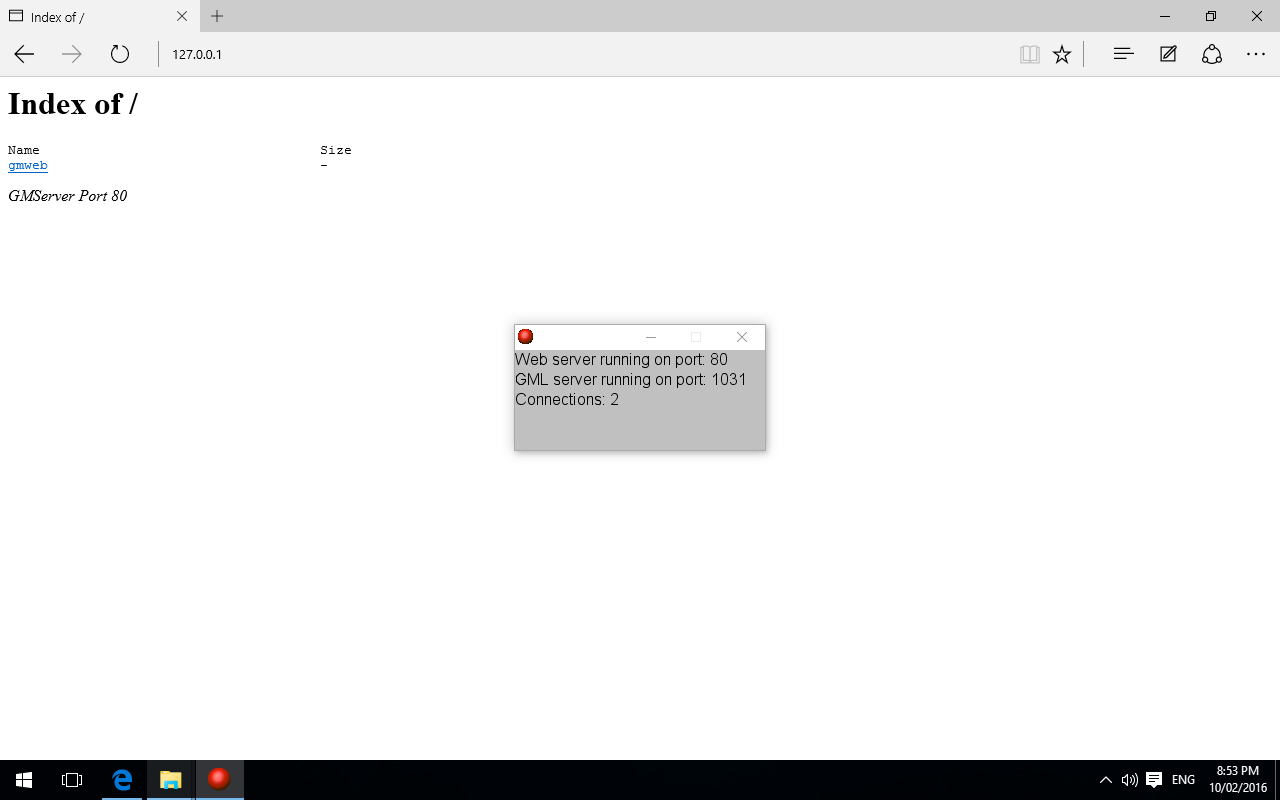 Index of /
127.0.0.1
Index of /
Name Size
gmweb -
GMServer Port 80
Web server running on port: 80
GML server running on port: 1031
Connections: 2
ENG
8:53 PM
10/02/2016